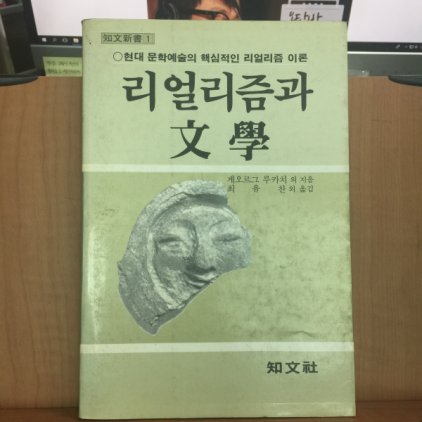 知文新書 1
○현대 문학예술의 핵심적인 리얼리즘 이론
리얼리즘과
文學
게오르그 루카치 외 지음
최 유 찬 외 옮김
知文社